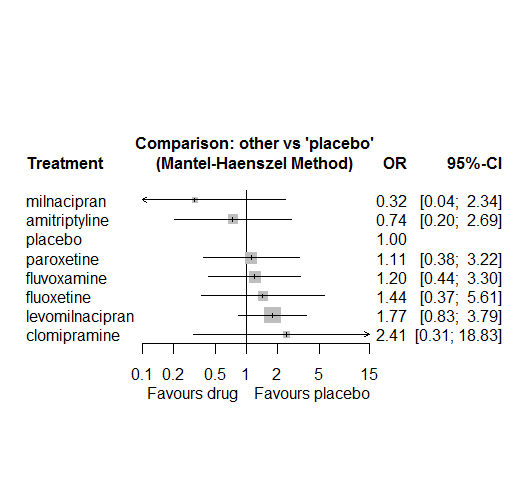 Comparison: other vs 'placebo'
Treatment (Mantel-Haenszel Method) OR 95%-CI
milnacipran 0.32 [0.04; 2.34]
amitriptyline 0.74 [0.20; 2.69]
placebo 1.00
paroxetine 1.11 [0.38; 3.22]
fluvoxamine 1.20 [0.44; 3.30]
fluoxetine 1.44 [0.37; 5.61]
levomilnacipran 1.77 [0.83; 3.79]
clomipramine 2.41 [0.31; 18.83]
0.1 0.2 0.5 1 2 5 15
Favours drug Favours placebo